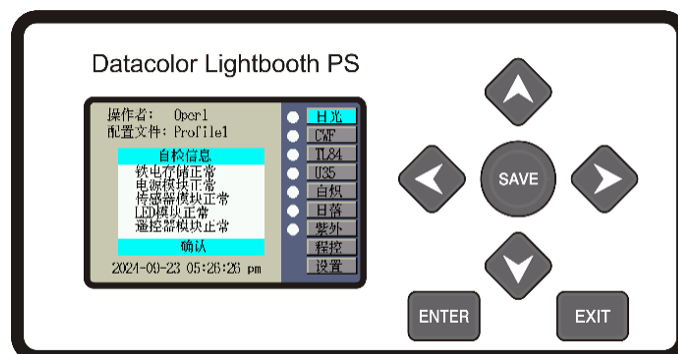 Datacolor Lightbooth PS
操作者: Oper1
配置文件: Profile1
自检信息
铁电存储正常
电源模块正常
传感器模块正常
LED模块正常
遥控器模块正常
确认
2024-09-23 05:26:26 pm
日光
CWF
TL84
U35
白炽
日落
紫外
程控
设置
SAVE
ENTER
EXIT